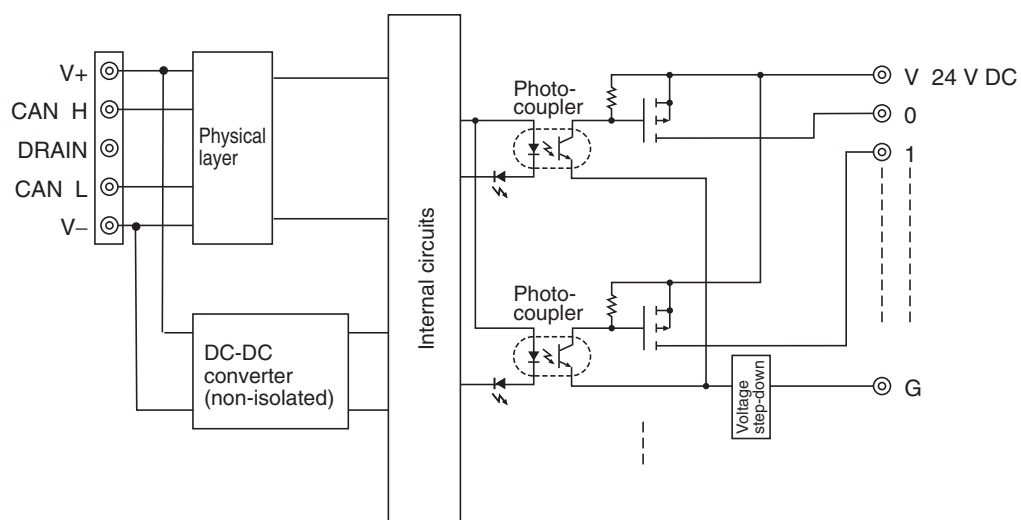 V+
CAN H
DRAIN
CAN L
V–
Physical
layer
DC-DC
converter
(non-isolated)
Internal circuits
Photo-
coupler
Photo-
coupler
V 24 V DC
0
1
G
Voltage
step-down